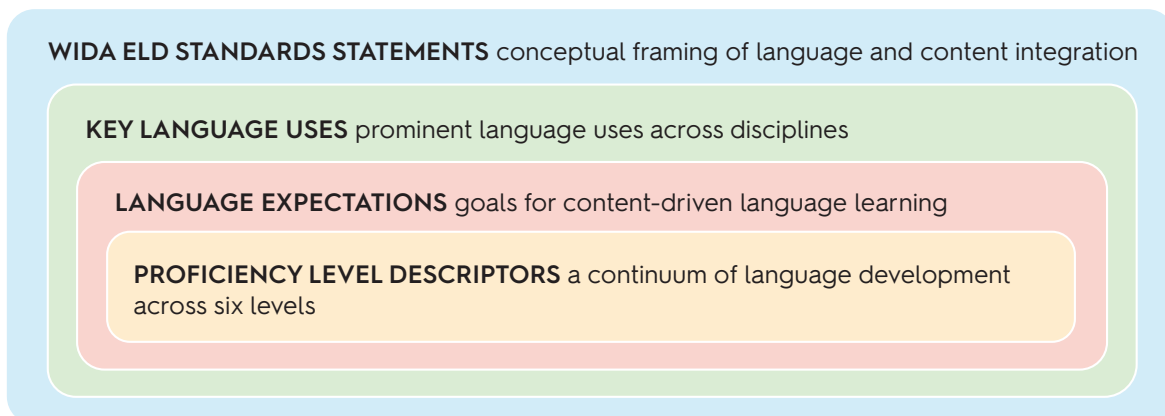 WIDA ELD STANDARDS STATEMENTS conceptual framing of language and content integration
KEY LANGUAGE USES prominent language uses across disciplines
LANGUAGE EXPECTATIONS goals for content-driven language learning
PROFICIENCY LEVEL DESCRIPTORS a continuum of language development
across six levels